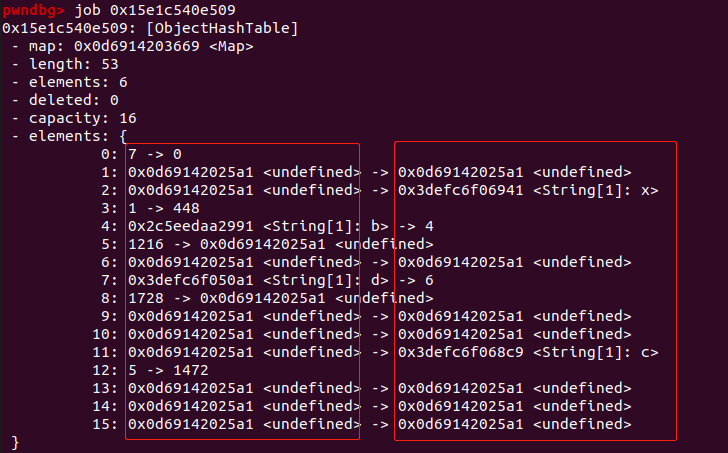 pwndbg> job 0x15e1c540e509
0x15e1c540e509: [ObjectHashTable]
- map: 0x0d6914203669 <Map>
- length: 53
- elements: 6
- deleted: 0
- capacity: 16
- elements: {
0: 7 -> 0
1: 0x0d69142025a1 <undefined> -> 0x0d69142025a1 <undefined>
2: 0x0d69142025a1 <undefined> -> 0x3defc6f06941 <String[1]: x>
3: 1 -> 448
4: 0x2c5eedaa2991 <String[1]: b> -> 4
5: 1216 -> 0x0d69142025a1 <undefined>
6: 0x0d69142025a1 <undefined> -> 0x0d69142025a1 <undefined>
7: 0x3defc6f050a1 <String[1]: d> -> 6
8: 1728 -> 0x0d69142025a1 <undefined>
9: 0x0d69142025a1 <undefined> -> 0x0d69142025a1 <undefined>
10: 0x0d69142025a1 <undefined> -> 0x0d69142025a1 <undefined>
11: 0x0d69142025a1 <undefined> -> 0x3defc6f068c9 <String[1]: c>
12: 5 -> 1472
13: 0x0d69142025a1 <undefined> -> 0x0d69142025a1 <undefined>
14: 0x0d69142025a1 <undefined> -> 0x0d69142025a1 <undefined>
15: 0x0d69142025a1 <undefined> -> 0x0d69142025a1 <undefined>
}